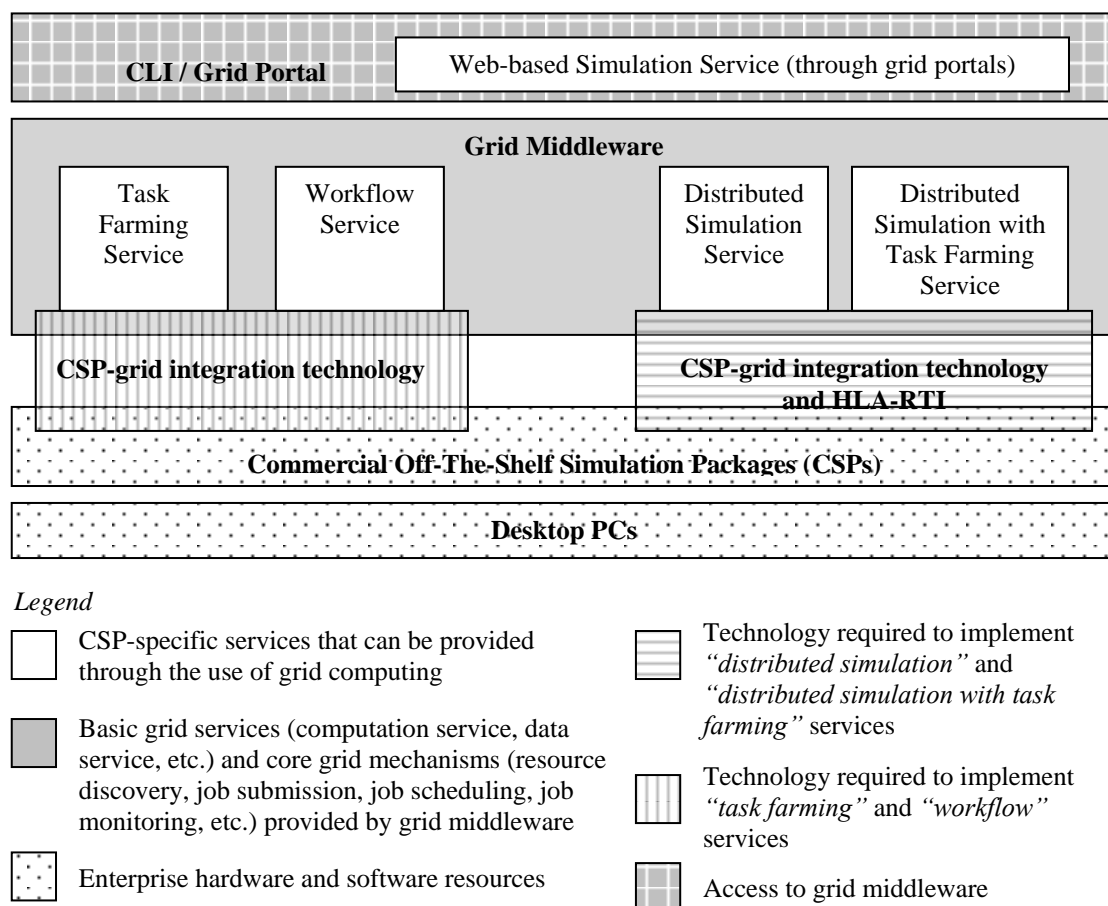 CLI / Grid Portal
Web-based Simulation Service (through grid portals)
Grid Middleware
Task
Farming
Service
Workflow
Service
Distributed
Simulation
Service
Distributed
Simulation with
Task Farming
Service
CSP-grid integration technology
CSP-grid integration technology
and HLA-RTI
Commercial Off-The-Shelf Simulation Packages (CSPs)
Desktop PCs
Legend
CSP-specific services that can be provided
through the use of grid computing
Basic grid services (computation service, data
service, etc.) and core grid mechanisms (resource
discovery, job submission, job scheduling, job
monitoring, etc.) provided by grid middleware
Enterprise hardware and software resources
Technology required to implement
“distributed simulation” and
“distributed simulation with task
farming” services
Technology required to implement
“task farming” and “workflow”
services
Access to grid middleware